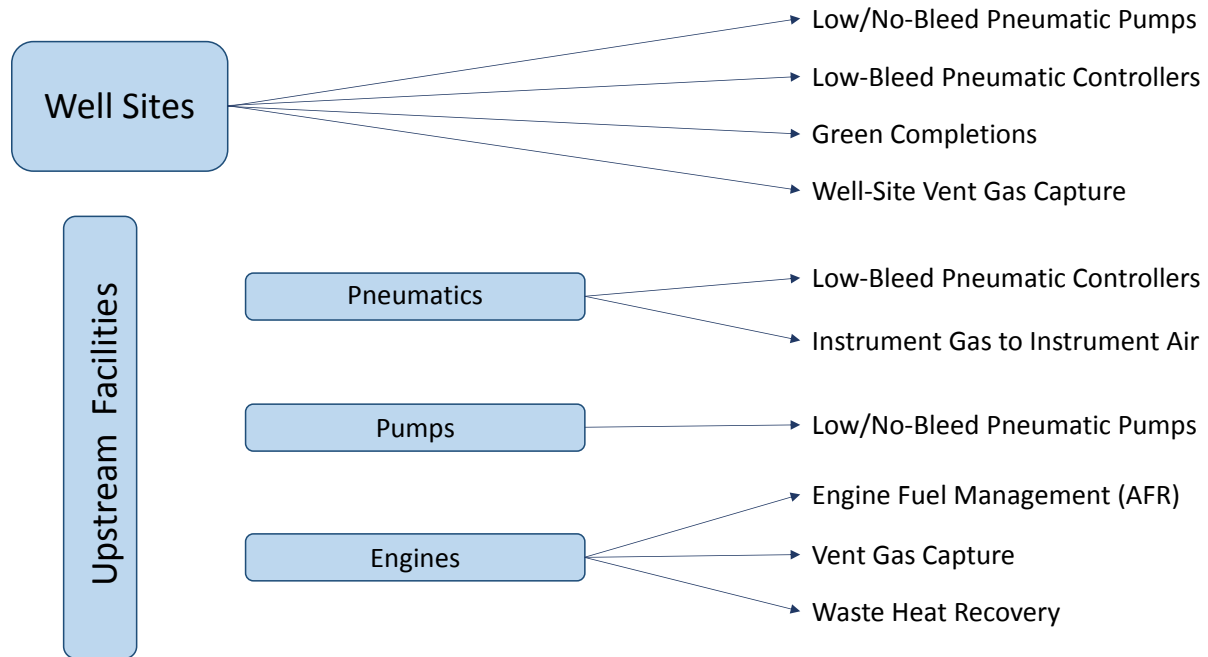 Well Sites
Low/No-Bleed Pneumatic Pumps
Low-Bleed Pneumatic Controllers
Green Completions
Well-Site Vent Gas Capture
Upstream Facilities
Pneumatics
Low-Bleed Pneumatic Controllers
Instrument Gas to Instrument Air
Pumps
Low/No-Bleed Pneumatic Pumps
Engines
Engine Fuel Management (AFR)
Vent Gas Capture
Waste Heat Recovery